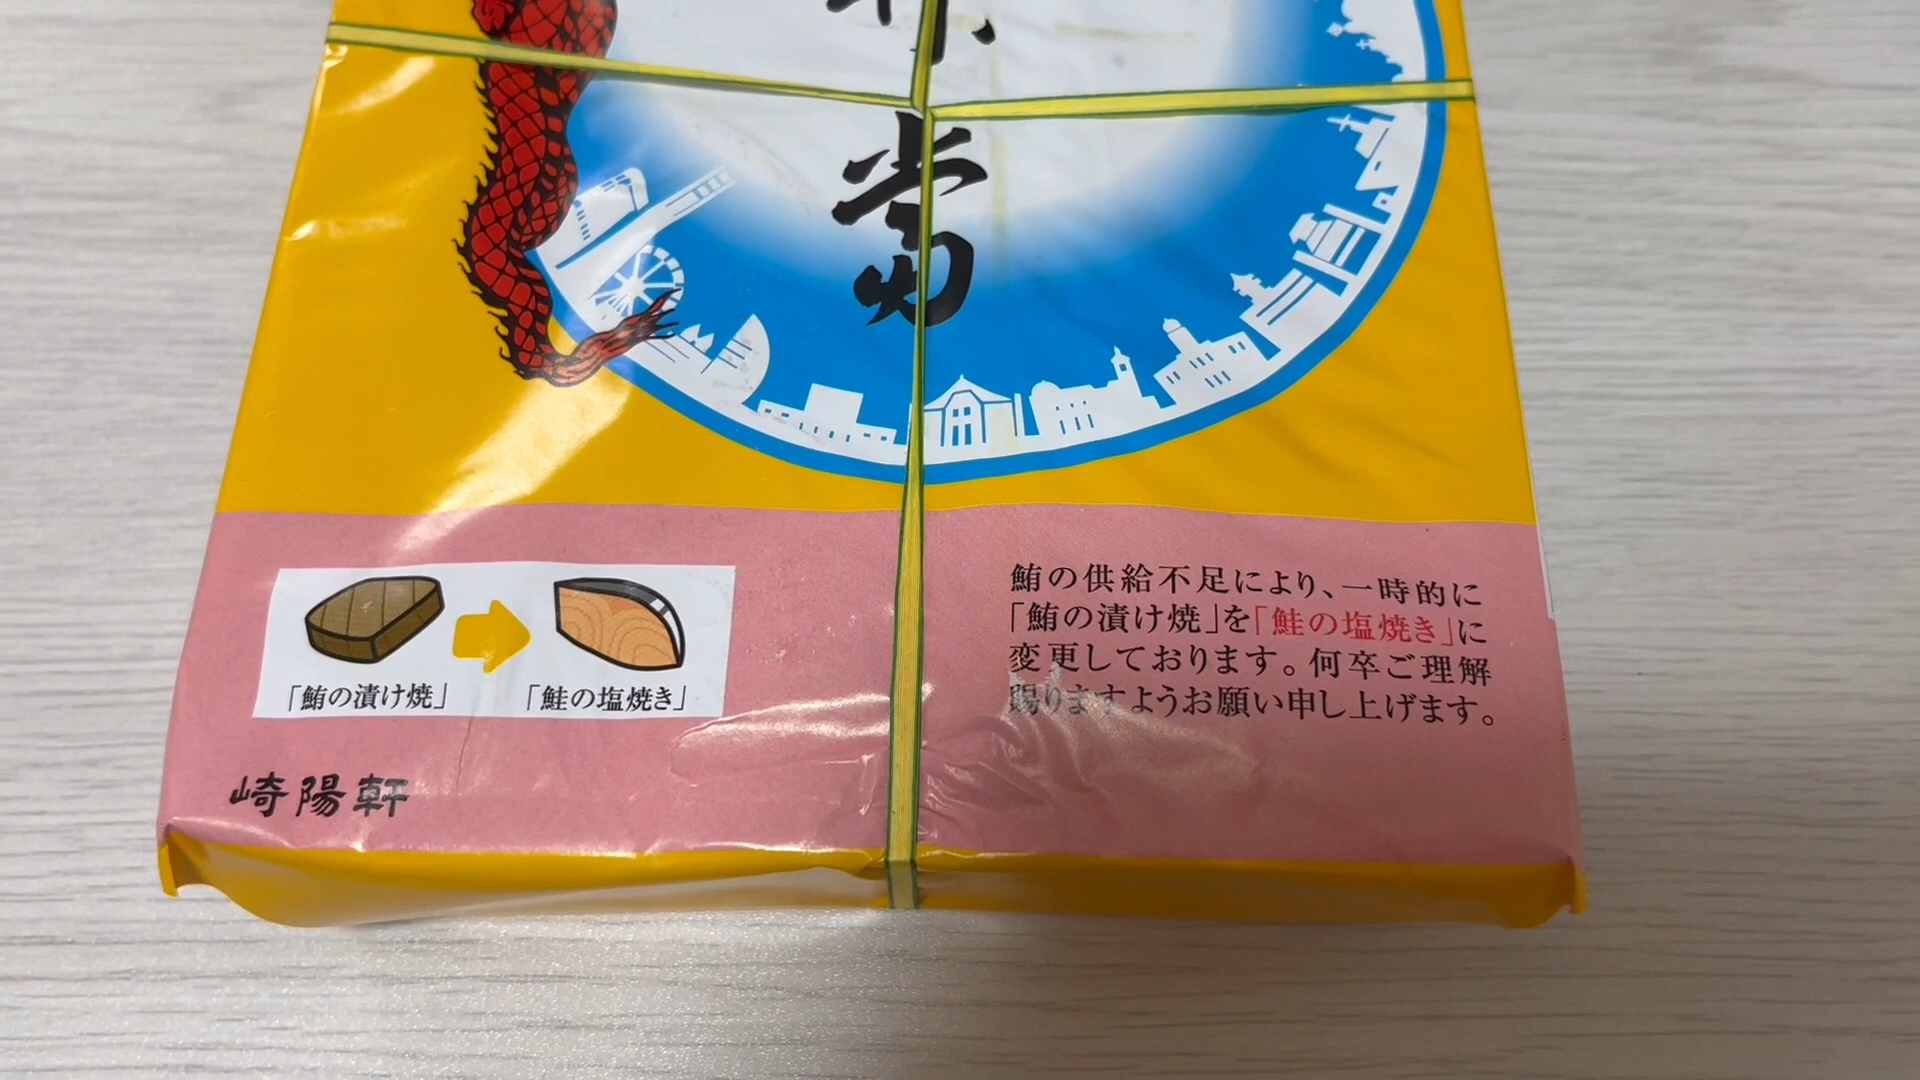 当
鮪の供給不足により、一時的に
「鮪の漬け焼」を「鮭の塩焼き」に
変更しております。何卒ご理解
賜りますようお願い申し上げます。
「鮪の漬け焼」
「鮭の塩焼き」
崎陽軒